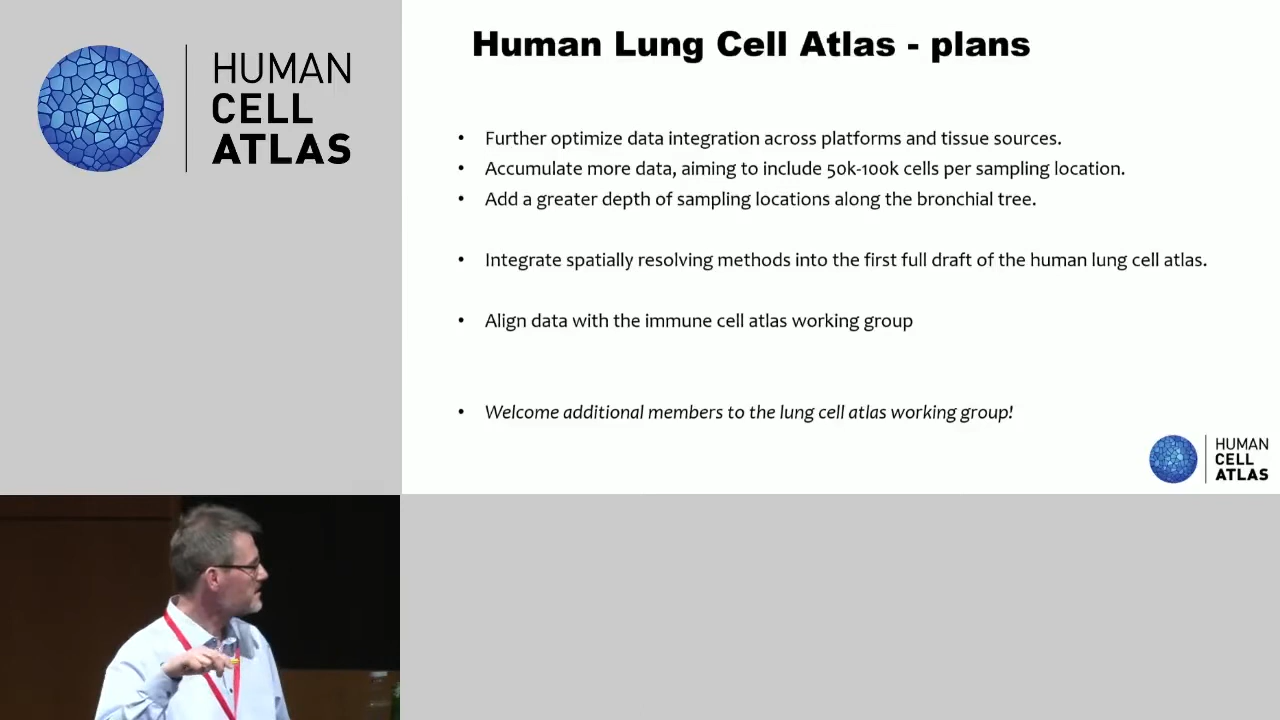 HUMAN
CELL
ATLAS
Human Lung Cell Atlas - plans
• Further optimize data integration across platforms and tissue sources.
• Accumulate more data, aiming to include 50k-100k cells per sampling location.
• Add a greater depth of sampling locations along the bronchial tree.
• Integrate spatially resolving methods into the first full draft of the human lung cell atlas.
• Align data with the immune cell atlas working group
• Welcome additional members to the lung cell atlas working group!
HUMAN
CELL
ATLAS